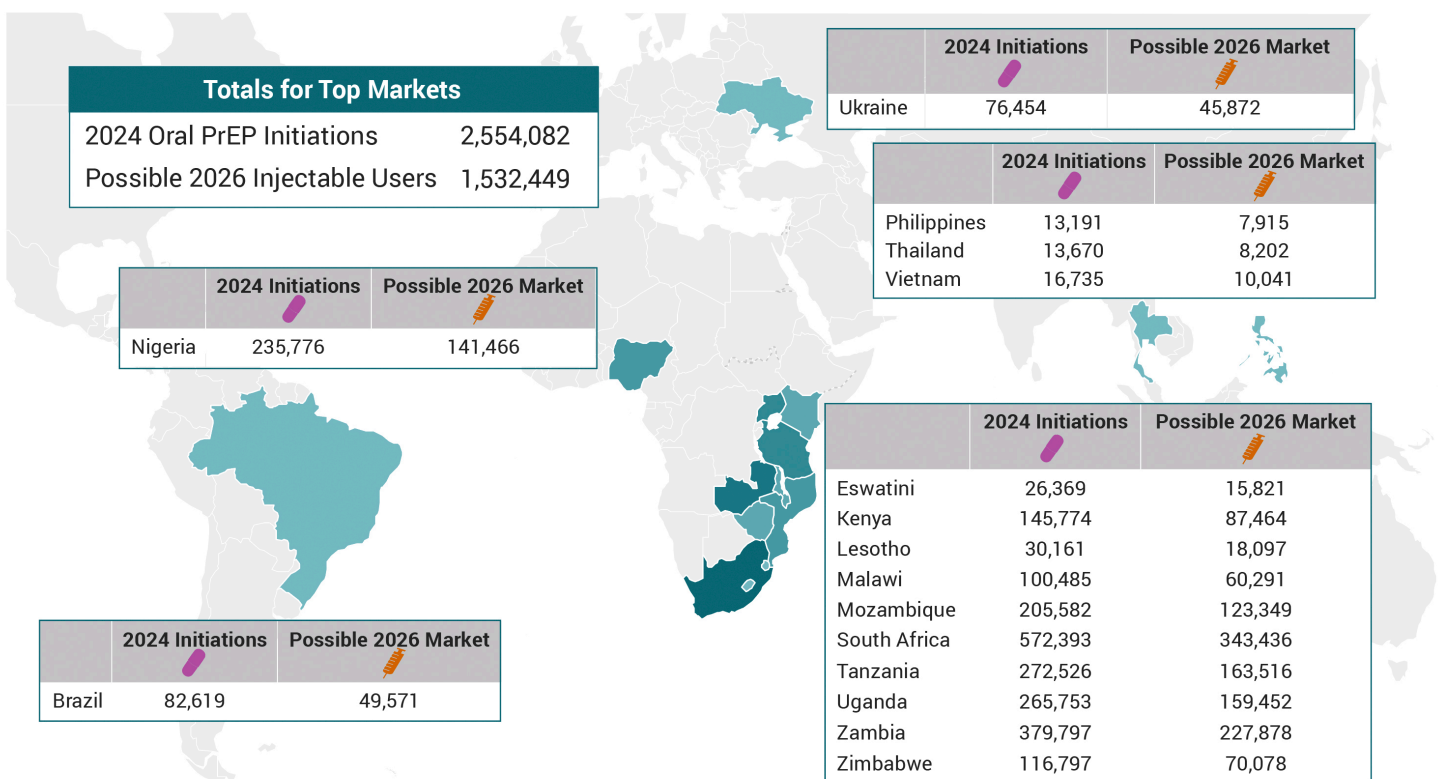 Totals for Top Markets
2024 Oral PrEP Initiations 2,554,082
Possible 2026 Injectable Users 1,532,449
2024 Initiations Possible 2026 Market
Ukraine 76,454 45,872
2024 Initiations Possible 2026 Market
Philippines 13,191 7,915
Thailand 13,670 8,202
Vietnam 16,735 10,041
2024 Initiations Possible 2026 Market
Nigeria 235,776 141,466
2024 Initiations Possible 2026 Market
Eswatini 26,369 15,821
Kenya 145,774 87,464
Lesotho 30,161 18,097
Malawi 100,485 60,291
Mozambique 205,582 123,349
South Africa 572,393 343,436
Tanzania 272,526 163,516
Uganda 265,753 159,452
Zambia 379,797 227,878
Zimbabwe 116,797 70,078
2024 Initiations Possible 2026 Market
Brazil 82,619 49,571